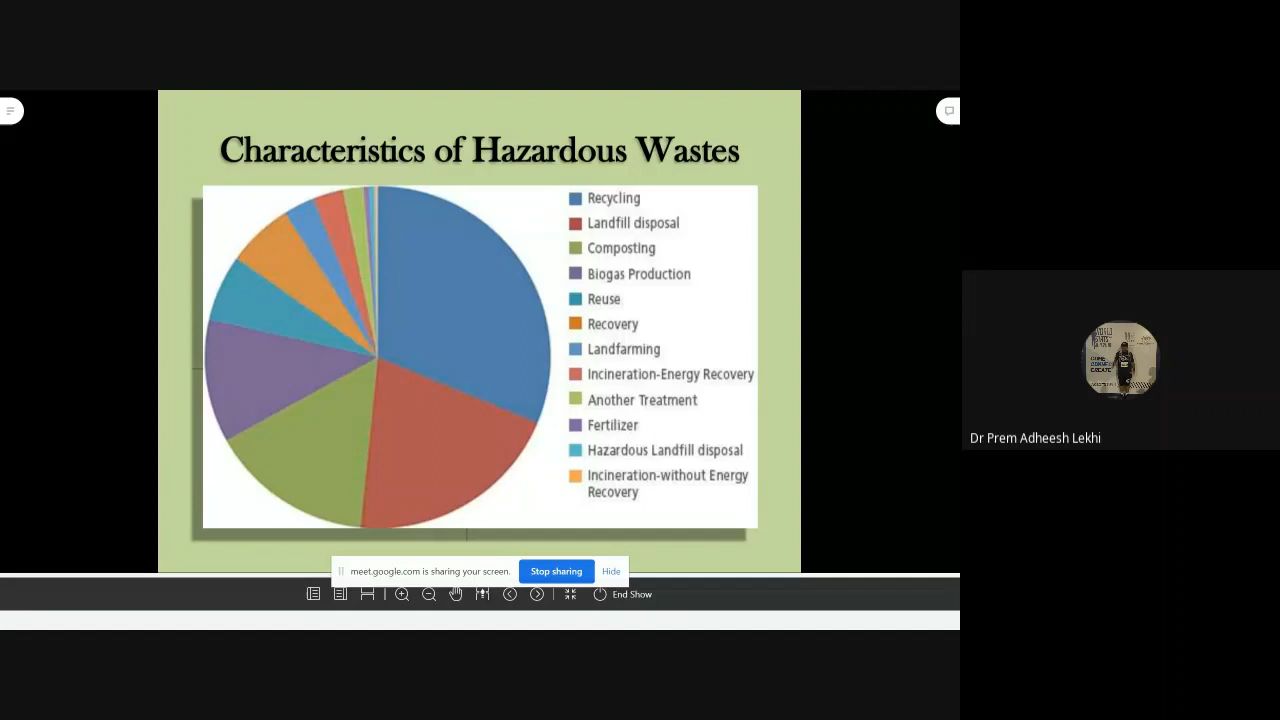 Characteristics of Hazardous Wastes
Recycling
Landfill disposal
Composting
Biogas Production
Reuse
Recovery
Landfarming
Incineration-Energy Recovery
Another Treatment
Fertilizer
Hazardous Landfill disposal
Incineration-without Energy
Recovery
meet.google.com is sharing your screen.
Stop sharing
Hide
End Show
Dr Prem Adheesh Lekhi